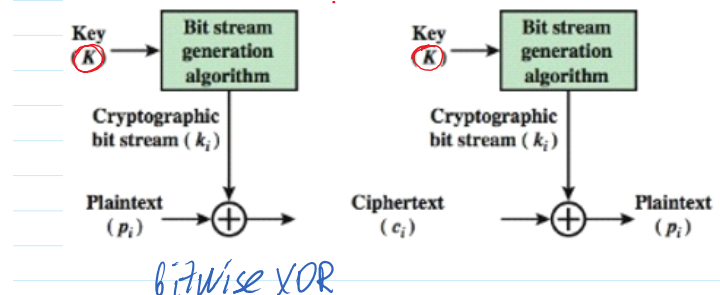 Key
(K)
Bit stream
generation
algorithm
Cryptographic
bit stream ( kᵢ )
Plaintext
( pᵢ )
Ciphertext
( cᵢ )
Key
(K)
Bit stream
generation
algorithm
Cryptographic
bit stream ( kᵢ )
Plaintext
( pᵢ )
bitwise XOR